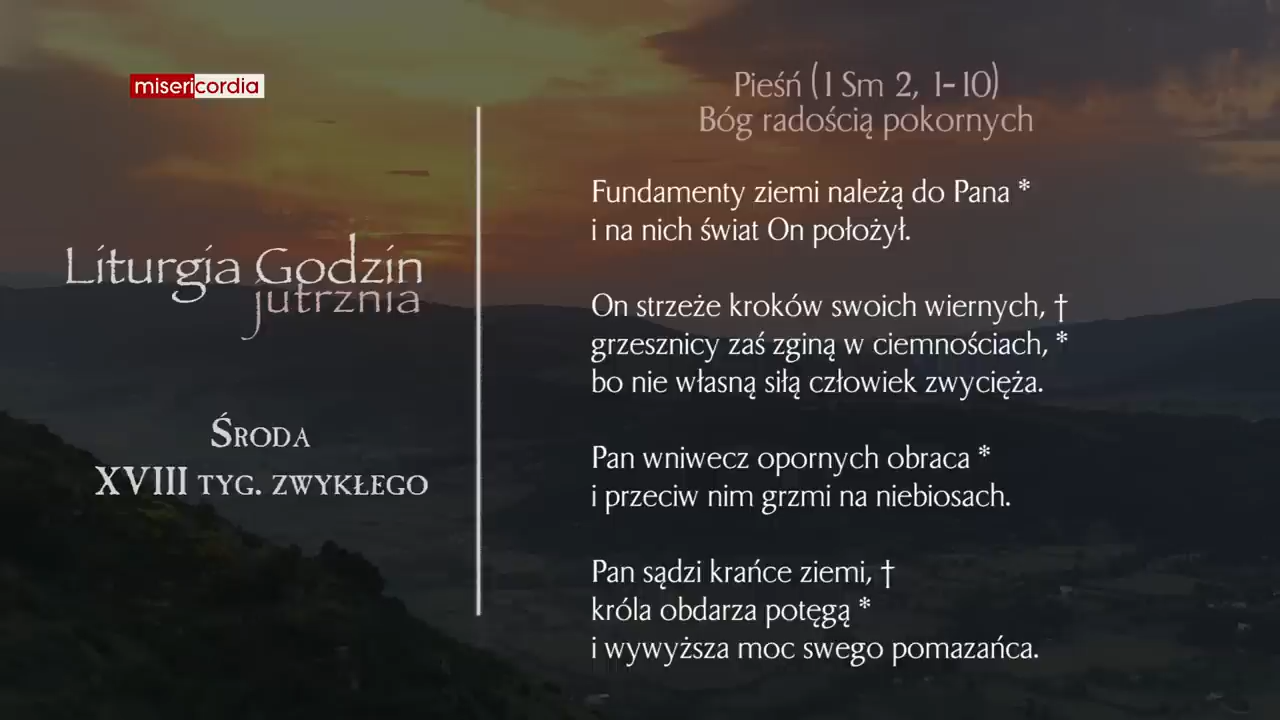 misericordia
Liturgia Godzin
jutrznia
Środa
XVIII tyg. zwykłego
Pieśń (1 Sm 2, 1-10)
Bóg radością pokornych
Fundamenty ziemi należą do Pana *
i na nich świat On położył.
On strzeże kroków swoich wiernych, †
grzesznicy zaś zginą w ciemnościach, *
bo nie własną siłą człowiek zwycięża.
Pan wniwecz opornych obraca *
i przeciw nim grzmi na niebiosach.
Pan sądzi krańce ziemi, †
króla obdarza potęgą *
i wywyższa moc swego pomazańca.